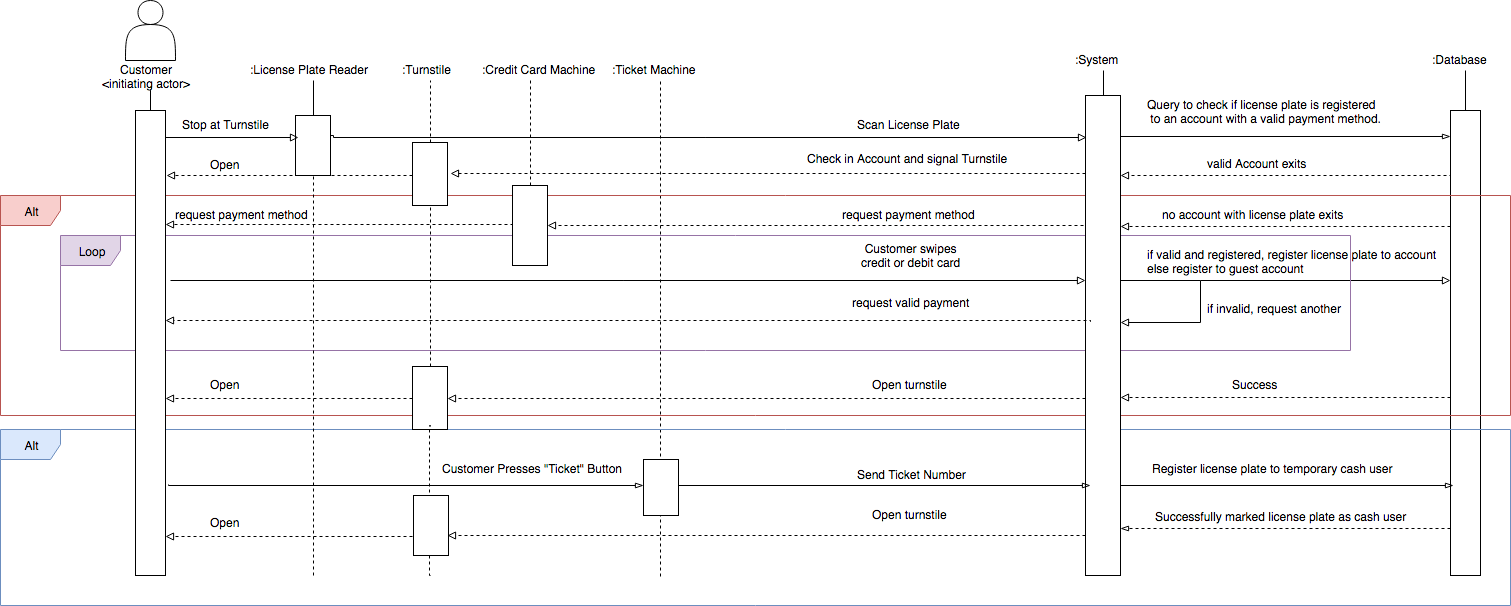 Customer
<initiating actor>
:License Plate Reader
:Turnstile
:Credit Card Machine
:Ticket Machine
:System
:Database
Stop at Turnstile
Scan License Plate
Query to check if license plate is registered
to an account with a valid payment method.
Open
Check in Account and signal Turnstile
valid Account exits
Alt
request payment method
request payment method
no account with license plate exits
Loop
Customer swipes
credit or debit card
if valid and registered, register license plate to account
else register to guest account
request valid payment
if invalid, request another
Open
Open turnstile
Success
Alt
Customer Presses "Ticket" Button
Send Ticket Number
Register license plate to temporary cash user
Open
Open turnstile
Successfully marked license plate as cash user